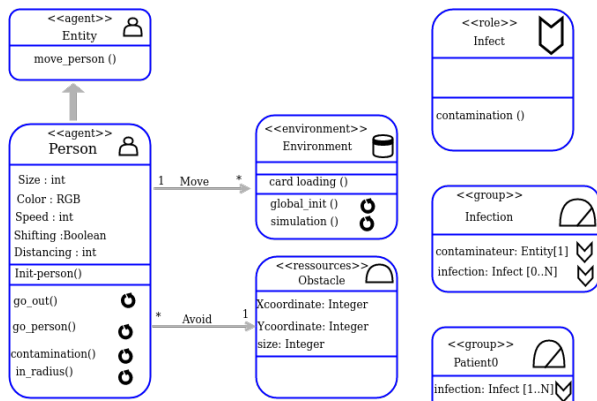 <<agent>>
Entity
move_person ()
<<agent>>
Person
Size : int
Color : RGB
Speed : int
Shifting :Boolean
Distancing : int
Init-person()
go_out()
go_person()
contamination()
in_radius()
1 Move *
* Avoid 1
<<environment>>
Environment
card loading ()
global_init ()
simulation ()
<<ressources>>
Obstacle
Xcoordinate: Integer
Ycoordinate: Integer
size: Integer
<<role>>
Infect
contamination ()
<<group>>
Infection
contaminateur: Entity[1]
infection: Infect [0..N]
<<group>>
Patient0
infection: Infect [1..N]